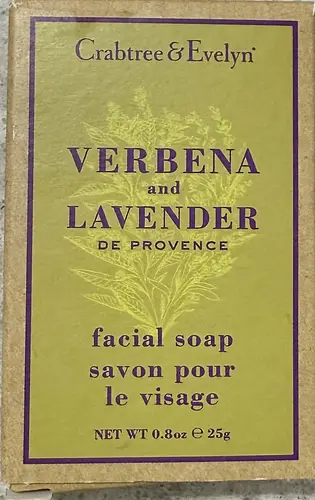 Crabtree & Evelyn®
VERBENA
and
LAVENDER
DE PROVENCE
facial soap
savon pour
le visage
NET WT 0.8oz ℮ 25g